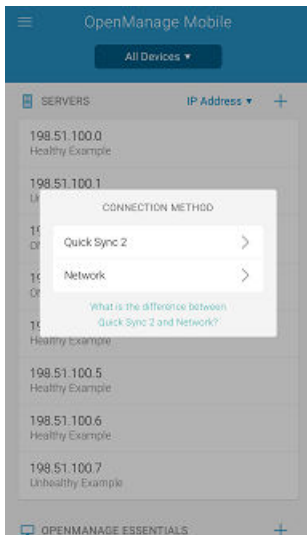 OpenManage Mobile
All Devices ▾
SERVERS
IP Address ▾ +
198.51.100.0
Healthy Example
198.51.100.1
CONNECTION METHOD
Quick Sync 2
Network
What is the difference between
Quick Sync 2 and Network?
Healthy Example
198.51.100.5
Healthy Example
198.51.100.6
Healthy Example
198.51.100.7
Unhealthy Example
OPENMANAGE ESSENTIALS +